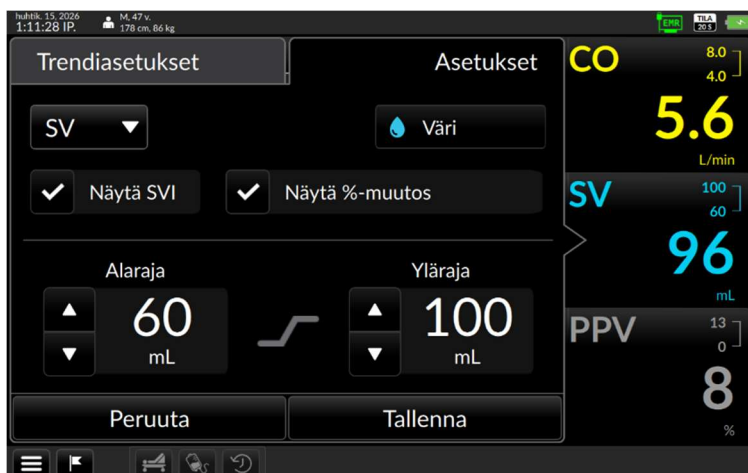 huhtik. 15, 2026
1:11:28 IP.
M, 47 v.
178 cm, 86 kg
EMR
TILA
20 S
Trendiasetukset
Asetukset
SV
Väri
Näytä SVI
Näytä %-muutos
Alaraja
Yläraja
60
mL
100
mL
Peruuta
Tallenna
CO
8.0
4.0
5.6
L/min
SV
100
60
96
mL
PPV
13
0
8
%